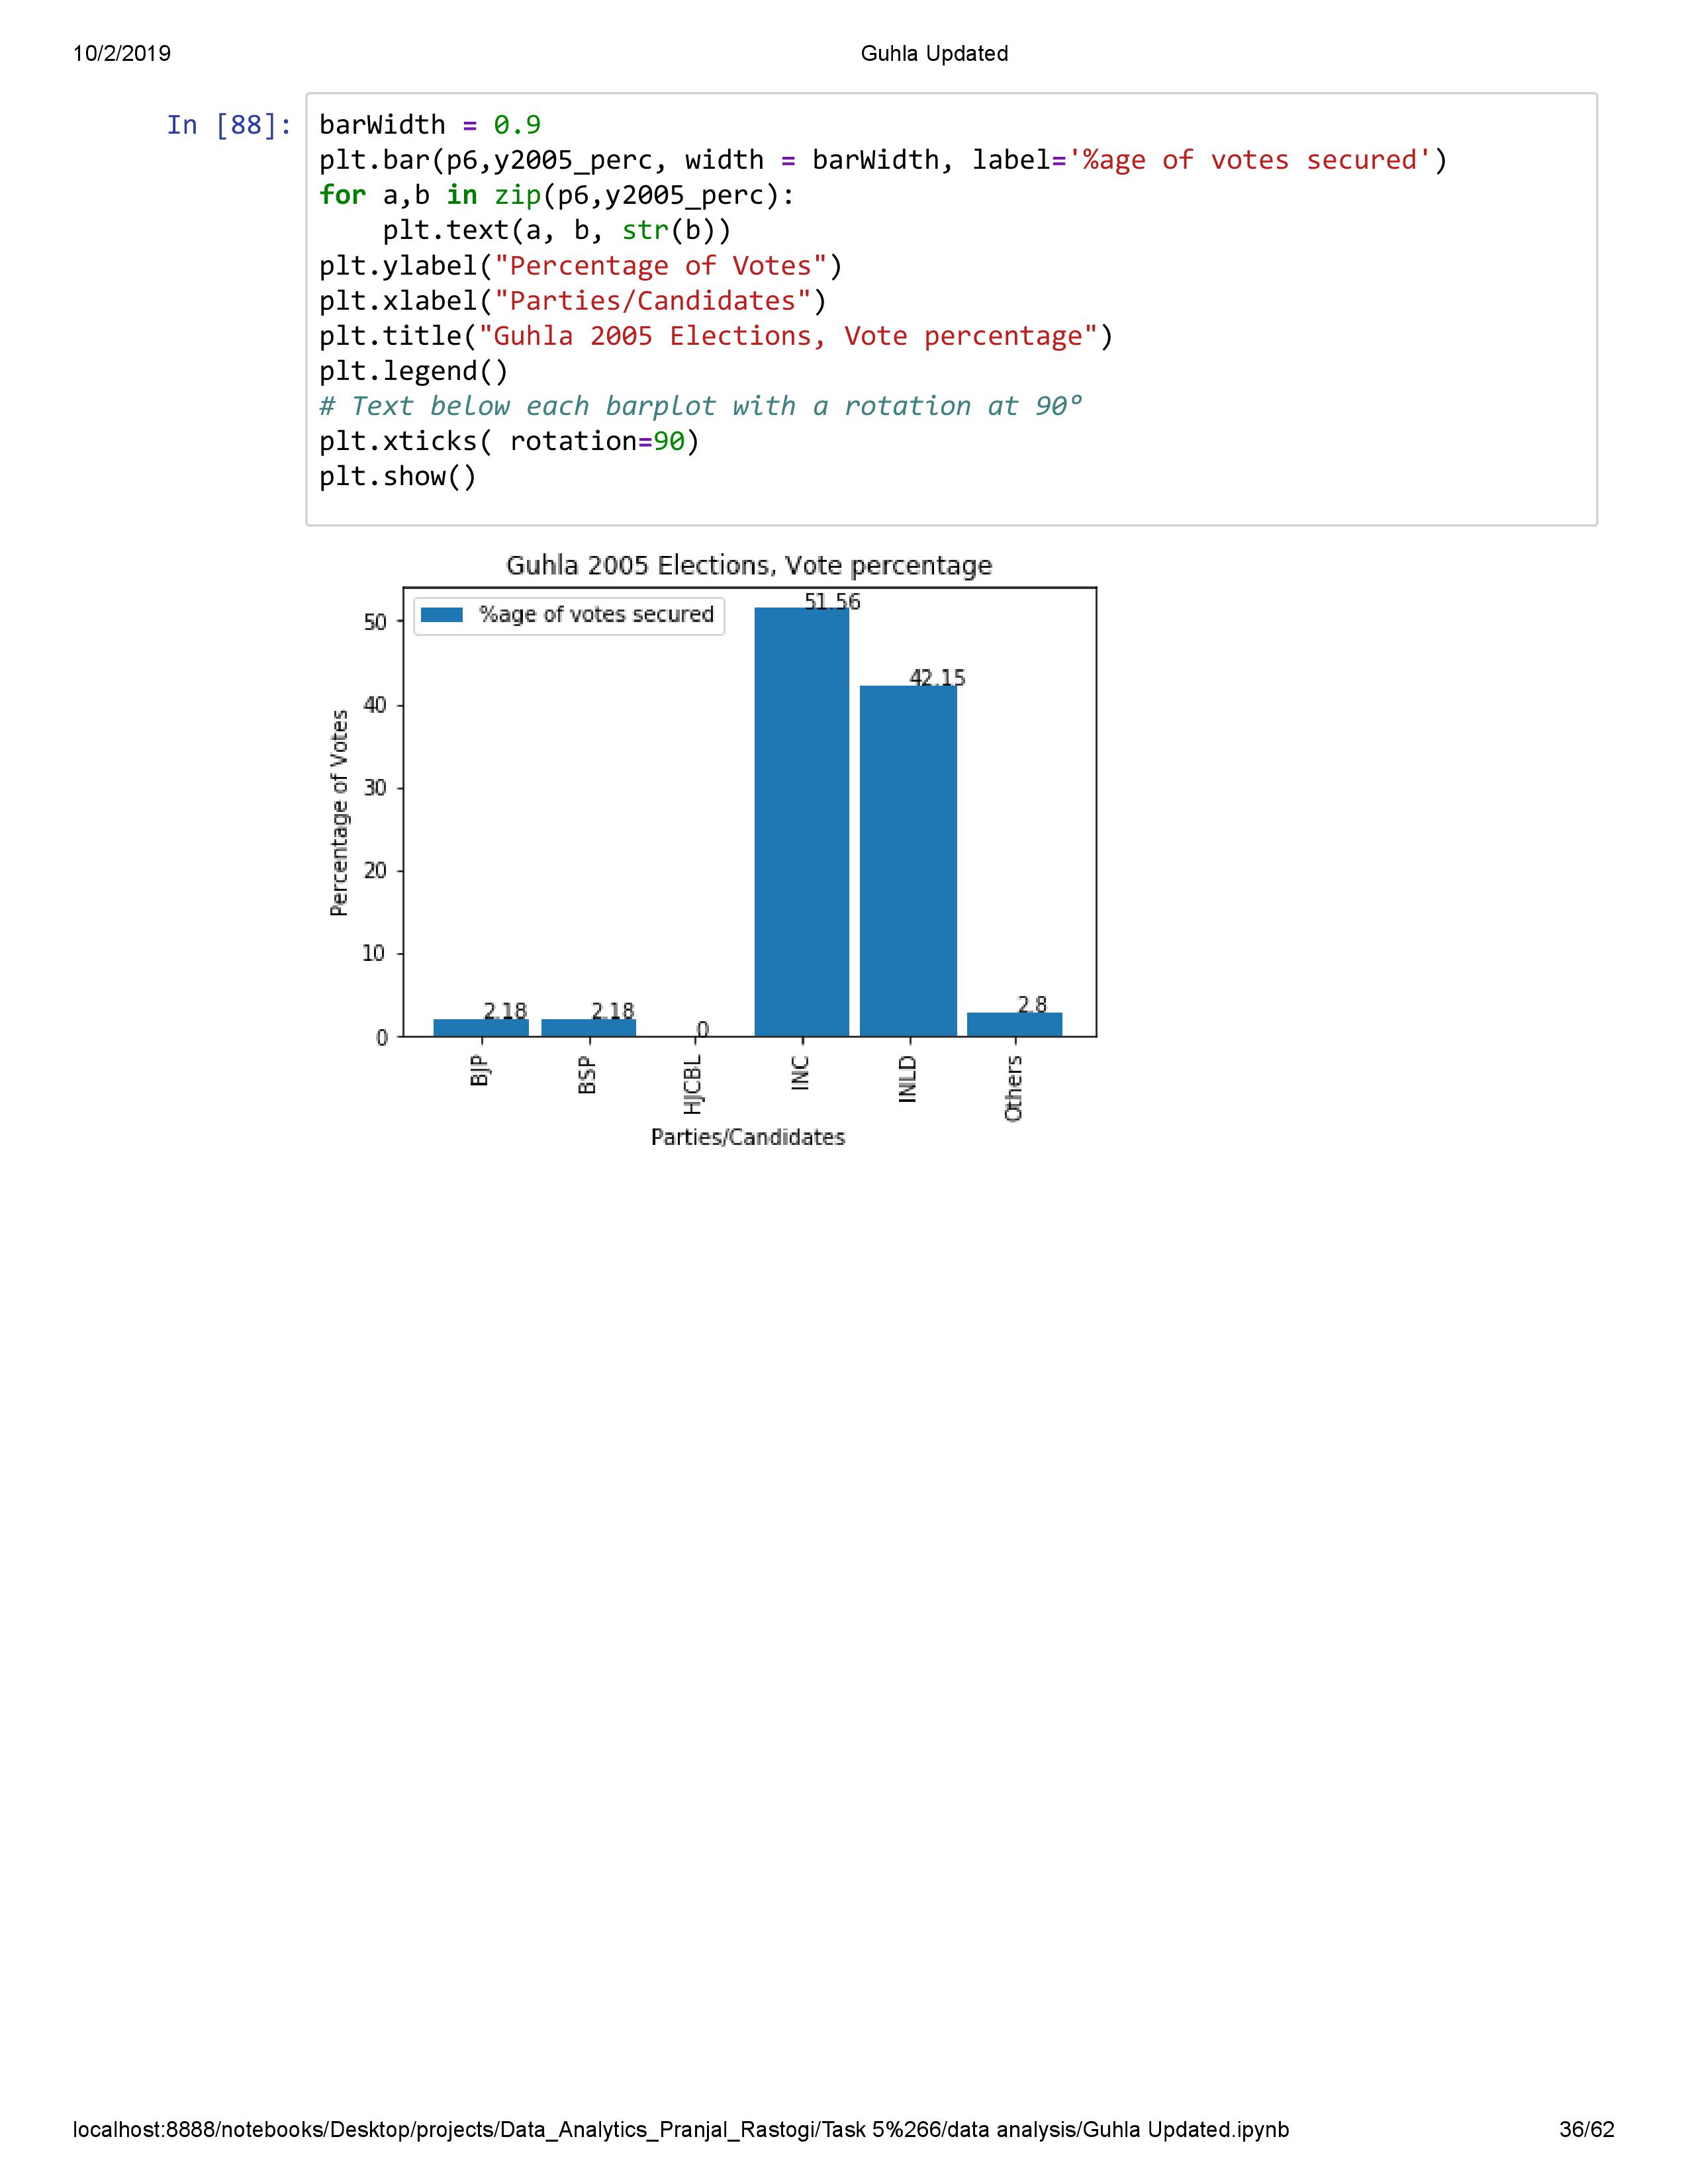 10/2/2019 Guhla Updated
In [88]: barWidth = 0.9
plt.bar(p6,y2005_perc, width = barWidth, label='%age of votes secured')
for a,b in zip(p6,y2005_perc):
    plt.text(a, b, str(b))
plt.ylabel("Percentage of Votes")
plt.xlabel("Parties/Candidates")
plt.title("Guhla 2005 Elections, Vote percentage")
plt.legend()
# Text below each barplot with a rotation at 90º
plt.xticks( rotation=90)
plt.show()
Guhla 2005 Elections, Vote percentage
%age of votes secured
Percentage of Votes
50
40
30
20
10
0
2.18
2.18
0
51.56
42.15
2.8
BJP
BSP
HJCBL
INC
INLD
Others
Parties/Candidates
localhost:8888/notebooks/Desktop/projects/Data_Analytics_Pranjal_Rastogi/Task 5%266/data analysis/Guhla Updated.ipynb 36/62